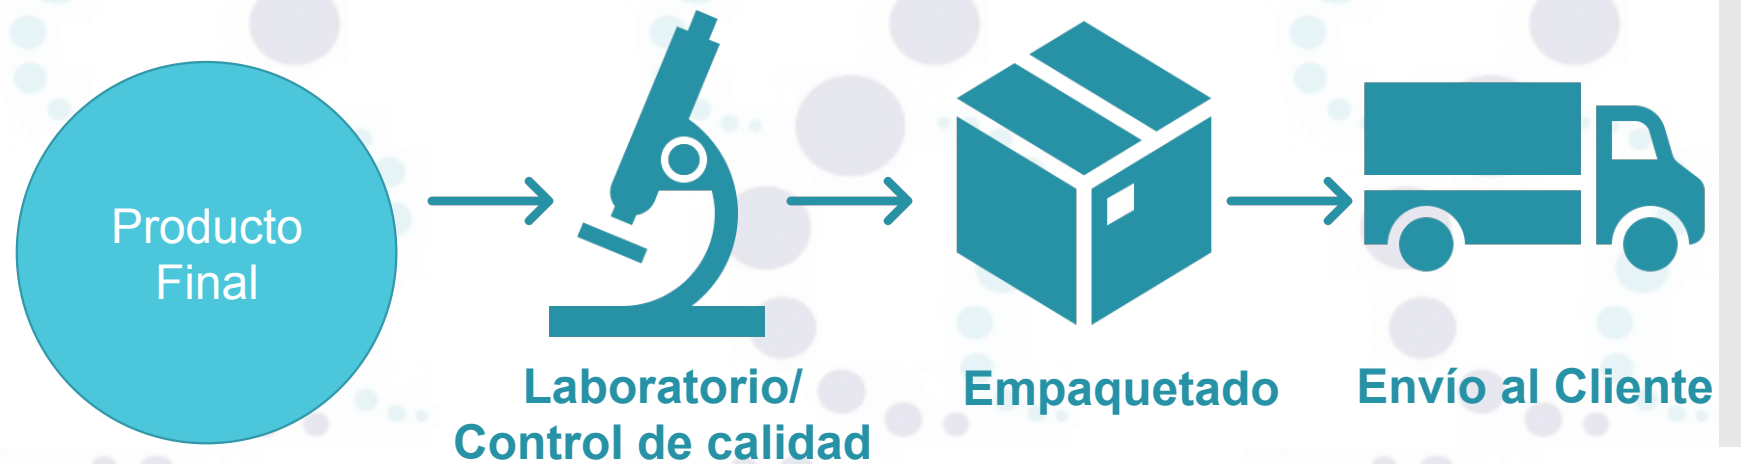 Producto
Final
Laboratorio/
Control de calidad
Empaquetado
Envío al Cliente